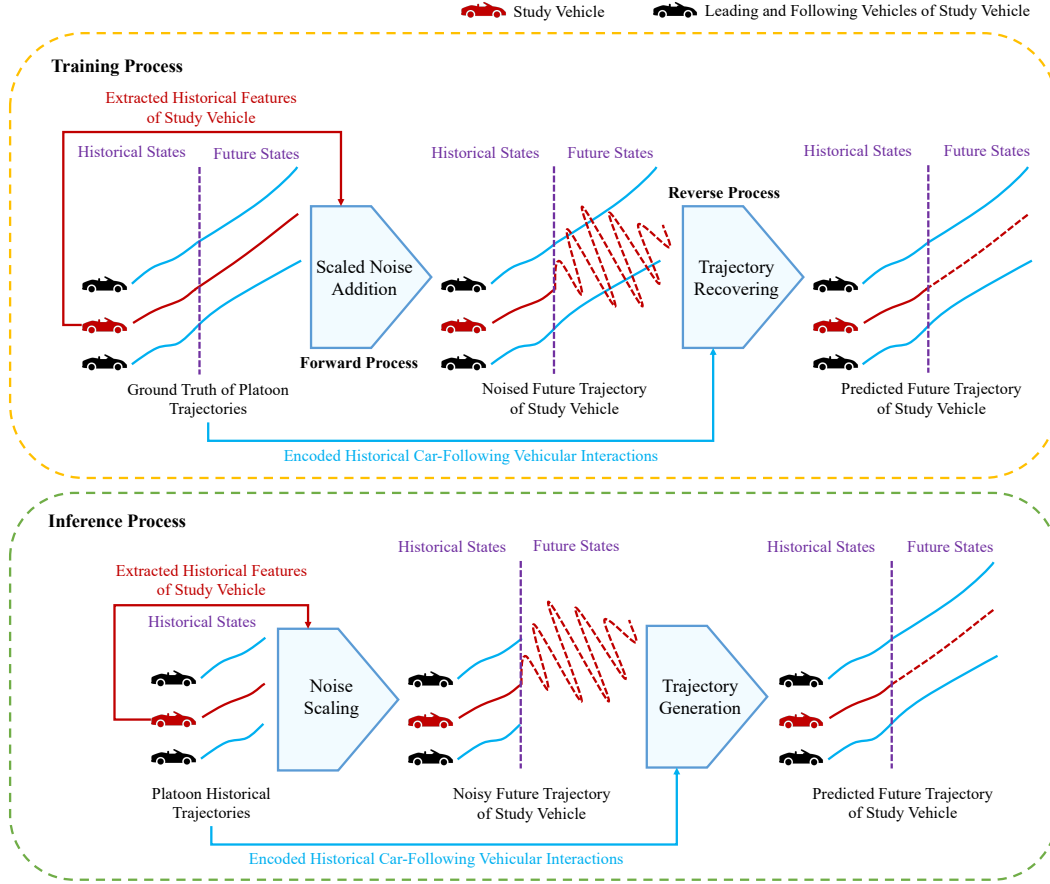 Study Vehicle
Leading and Following Vehicles of Study Vehicle
Training Process
Extracted Historical Features
of Study Vehicle
Historical States
Future States
Historical States
Future States
Historical States
Future States
Reverse Process
Scaled Noise
Addition
Trajectory
Recovering
Forward Process
Ground Truth of Platoon
Trajectories
Noised Future Trajectory
of Study Vehicle
Predicted Future Trajectory
of Study Vehicle
Encoded Historical Car-Following Vehicular Interactions
Inference Process
Extracted Historical Features
of Study Vehicle
Historical States
Historical States
Future States
Historical States
Future States
Noise
Scaling
Trajectory
Generation
Platoon Historical
Trajectories
Noisy Future Trajectory
of Study Vehicle
Predicted Future Trajectory
of Study Vehicle
Encoded Historical Car-Following Vehicular Interactions